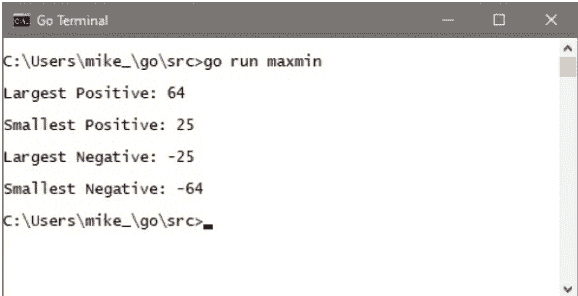 Go Terminal
C:\Users\mike_\go\src>go run maxmin
Largest Positive: 64
Smallest Positive: 25
Largest Negative: -25
Smallest Negative: -64
C:\Users\mike_\go\src>